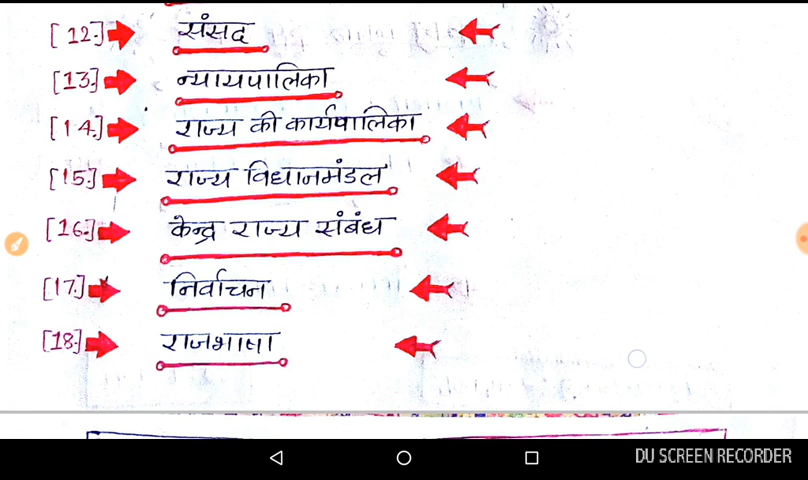 [12.] संसद
[13.] न्यायपालिका
[14.] राज्य की कार्यपालिका
[15.] राज्य विधानमंडल
[16.] केन्द्र राज्य संबंध
[17.] निर्वाचन
[18.] राजभाषा
DU SCREEN RECORDER